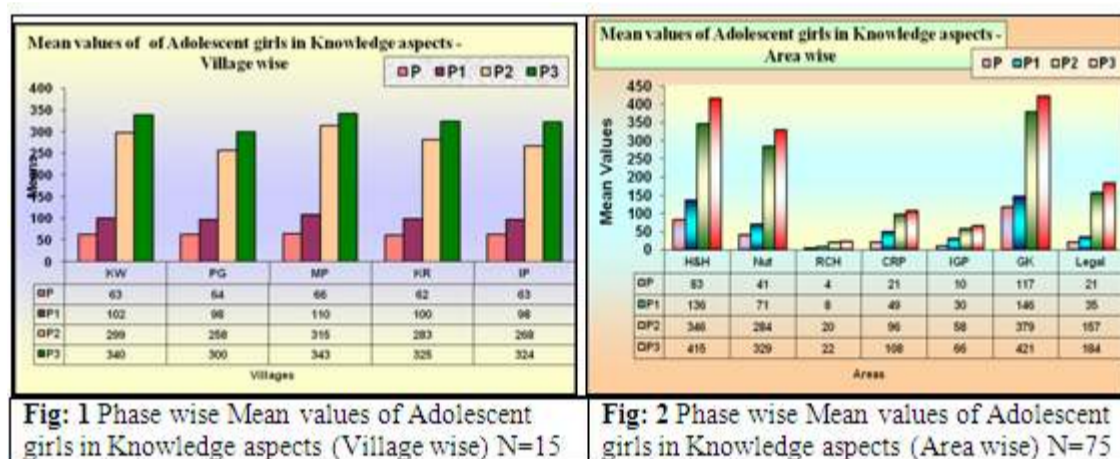 Mean values of of Adolescent girls in Knowledge aspects -
Village wise
P P1 P2 P3
400
350
300
250
200
150
100
50
0
KW PG MP KR IP
P 63 64 66 62 63
P1 102 98 110 100 98
P2 299 258 315 283 268
P3 340 300 343 325 324
Villages
Mean values of Adolescent girls in Knowledge aspects -
Area wise
P P1 P2 P3
Mean Values
450
400
350
300
250
200
150
100
50
0
H&H Nut RCH CRP IGP GK Legal
P 83 41 4 21 10 117 21
P1 136 71 8 49 30 146 35
P2 346 284 20 96 58 379 157
P3 415 329 22 108 66 421 184
Areas
Fig: 1 Phase wise Mean values of Adolescent
girls in Knowledge aspects (Village wise) N=15
Fig: 2 Phase wise Mean values of Adolescent
girls in Knowledge aspects (Area wise) N=75